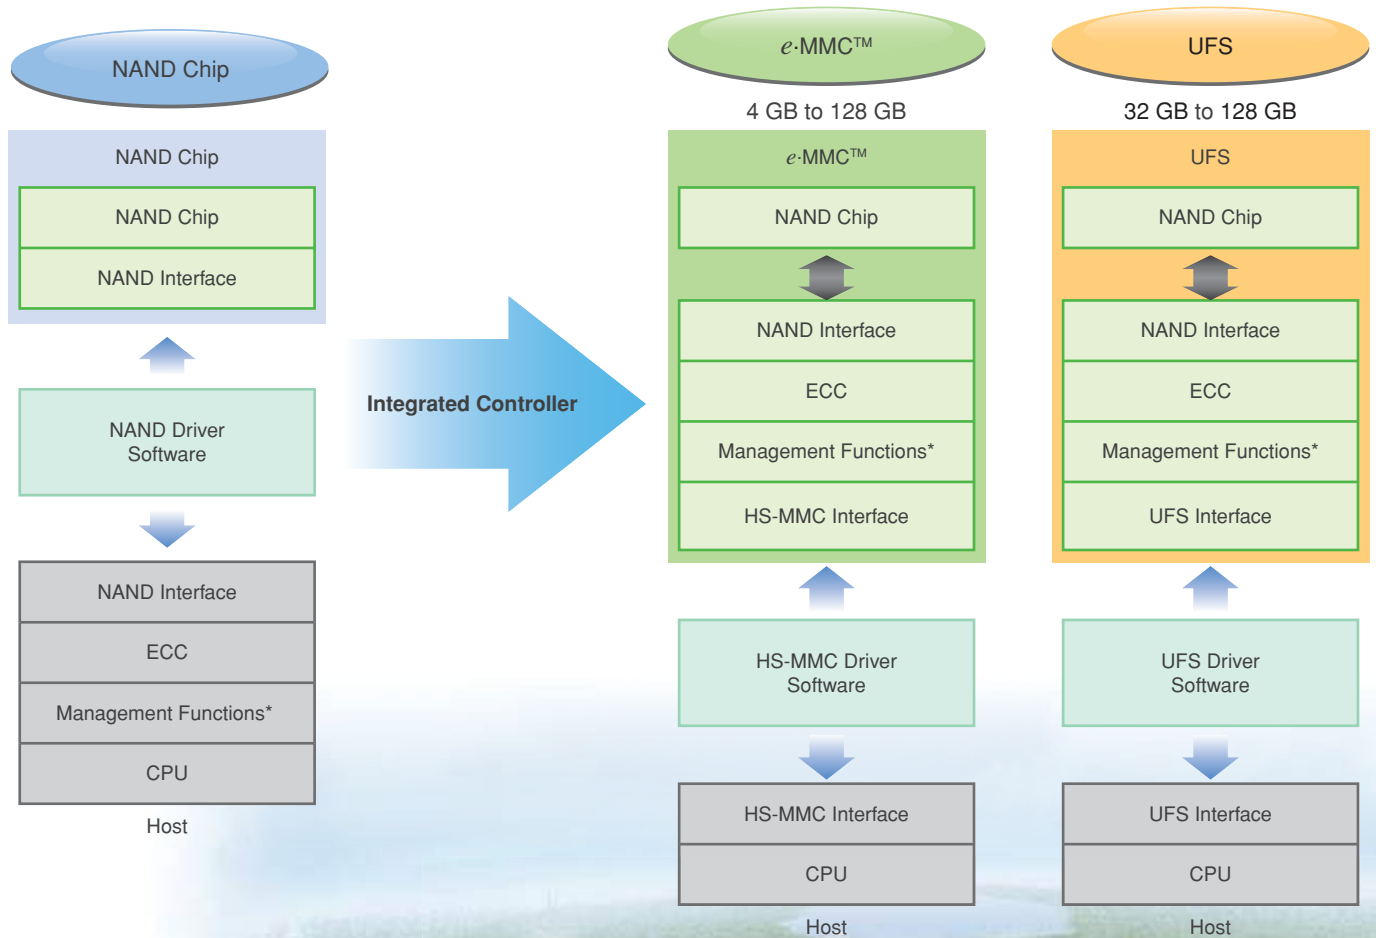 NAND Chip
NAND Chip
NAND Chip
NAND Interface
NAND Driver
Software
NAND Interface
ECC
Management Functions*
CPU
Host
Integrated Controller
e·MMC™
4 GB to 128 GB
e·MMC™
NAND Chip
NAND Interface
ECC
Management Functions*
HS-MMC Interface
HS-MMC Driver
Software
HS-MMC Interface
CPU
Host
UFS
32 GB to 128 GB
UFS
NAND Chip
NAND Interface
ECC
Management Functions*
UFS Interface
UFS Driver
Software
UFS Interface
CPU
Host